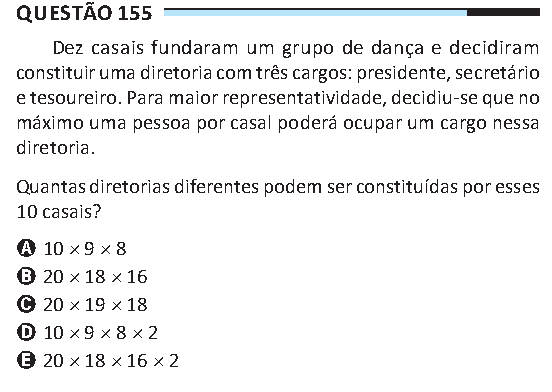 QUESTÃO 155
Dez casais fundaram um grupo de dança e decidiram
constituir uma diretoria com três cargos: presidente, secretário
e tesoureiro. Para maior representatividade, decidiu-se que no
máximo uma pessoa por casal poderá ocupar um cargo nessa
diretoria.
Quantas diretorias diferentes podem ser constituídas por esses
10 casais?
A 10 × 9 × 8
B 20 × 18 × 16
C 20 × 19 × 18
D 10 × 9 × 8 × 2
E 20 × 18 × 16 × 2